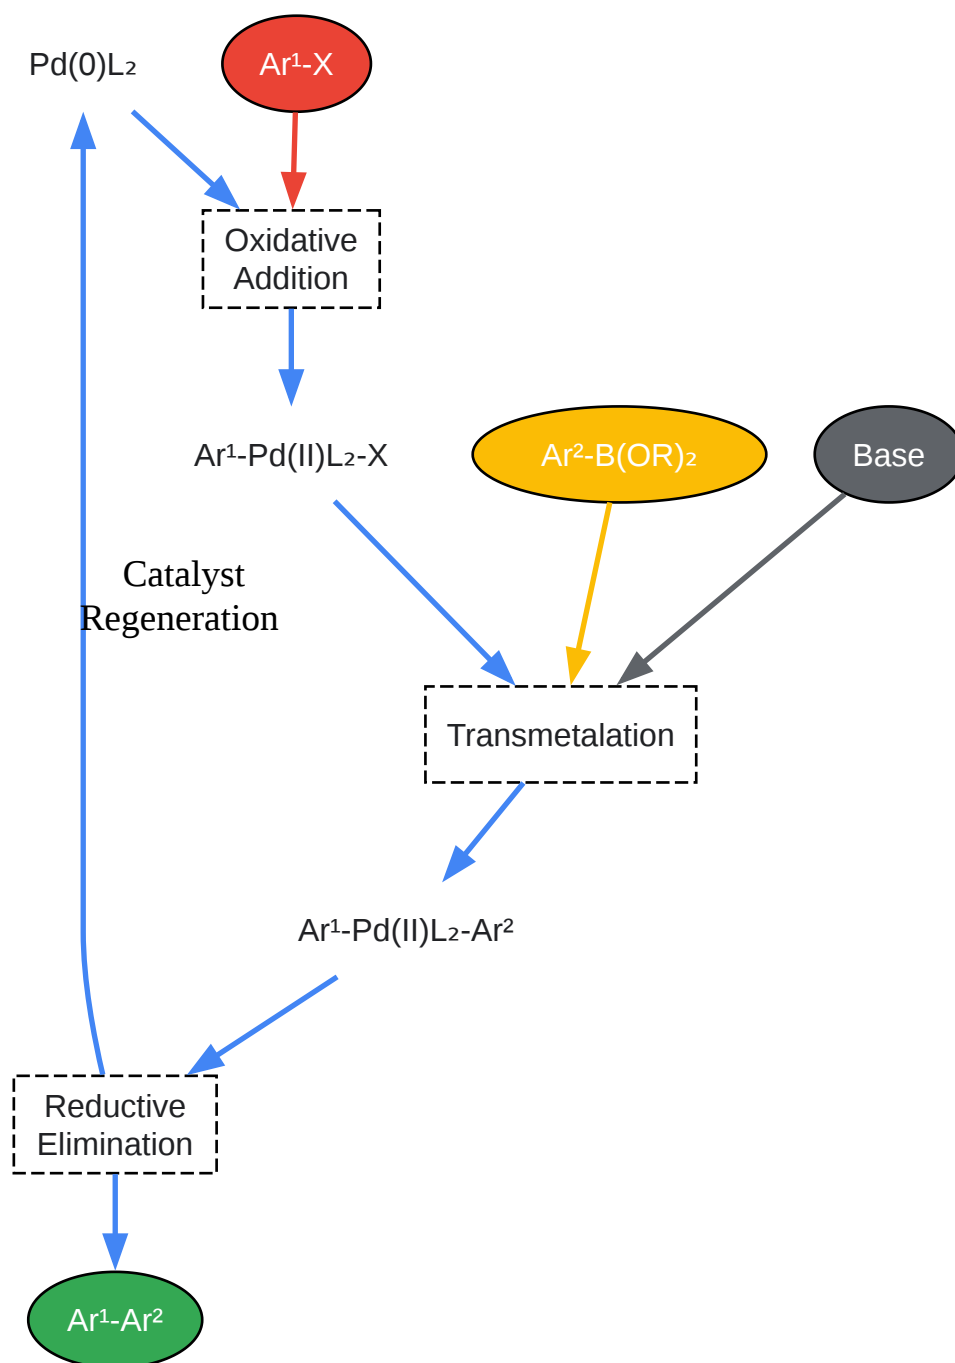 Pd(0)L₂
Ar¹-X
Oxidative
Addition
Ar¹-Pd(II)L₂-X
Ar²-B(OR)₂
Base
Catalyst
Regeneration
Transmetalation
Ar¹-Pd(II)L₂-Ar²
Reductive
Elimination
Ar¹-Ar²